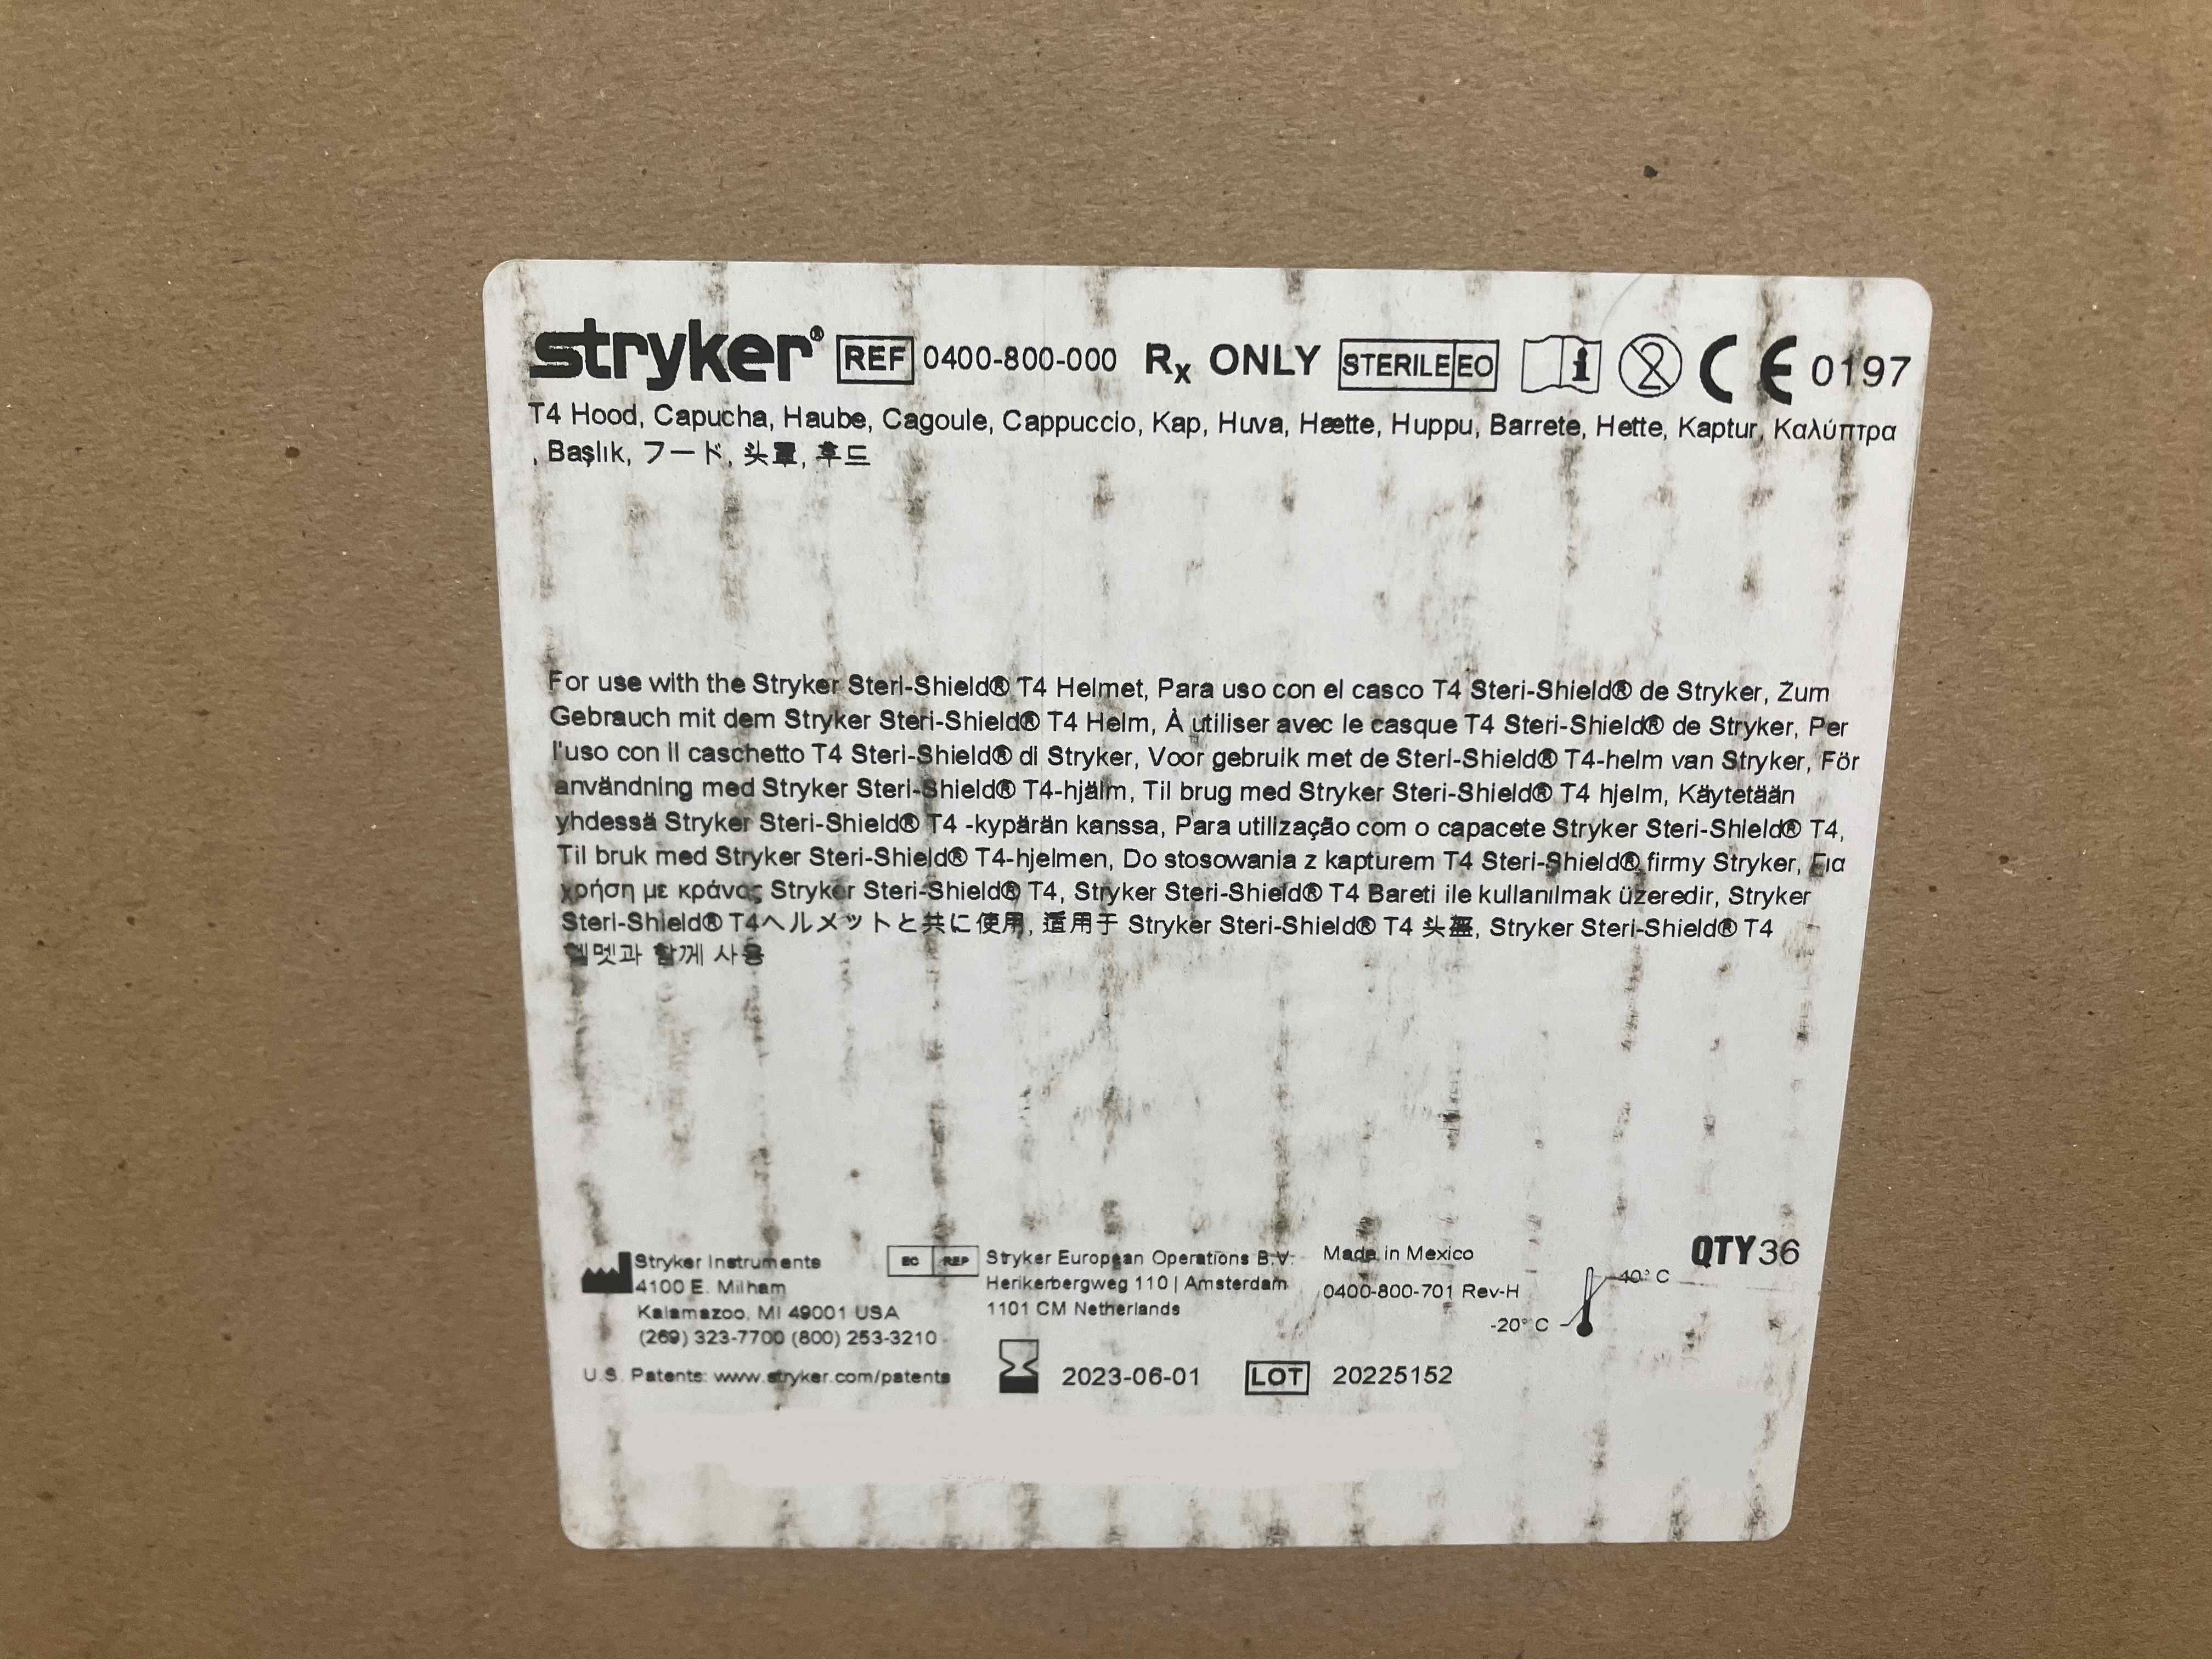 stryker® REF 0400-800-000 Rx ONLY STERILE EO i 2 CE 0197
T4 Hood, Capucha, Haube, Cagoule, Cappuccio, Kap, Huva, Hætte, Huppu, Barrete, Hette, Kaptur, Καλύπτρα
, Başlık, フード, 头罩, 후드
For use with the Stryker Steri-Shield® T4 Helmet, Para uso con el casco T4 Steri-Shield® de Stryker, Zum
Gebrauch mit dem Stryker Steri-Shield® T4 Helm, À utiliser avec le casque T4 Steri-Shield® de Stryker, Per
l'uso con il caschetto T4 Steri-Shield® di Stryker, Voor gebruik met de Steri-Shield® T4-helm van Stryker, För
användning med Stryker Steri-Shield® T4-hjälm, Til brug med Stryker Steri-Shield® T4 hjelm, Käytetään
yhdessä Stryker Steri-Shield® T4 -kypärän kanssa, Para utilização com o capacete Stryker Steri-Shield® T4,
Til bruk med Stryker Steri-Shield® T4-hjelmen, Do stosowania z kapturem T4 Steri-Shield® firmy Stryker, Για
χρήση με κράνος Stryker Steri-Shield® T4, Stryker Steri-Shield® T4 Bareti ile kullanılmak üzeredir, Stryker
Steri-Shield® T4ヘルメットと共に使用, 适用于 Stryker Steri-Shield® T4 头盔, Stryker Steri-Shield® T4
헬멧과 함께 사용
Stryker Instruments
4100 E. Milham
Kalamazoo, MI 49001 USA
(269) 323-7700 (800) 253-3210
U.S. Patents: www.stryker.com/patents
EC REP Stryker European Operations B.V.
Herikerbergweg 110 | Amsterdam
1101 CM Netherlands
2023-06-01 LOT 20225152
Made in Mexico
0400-800-701 Rev-H
QTY 36
40° C
-20° C